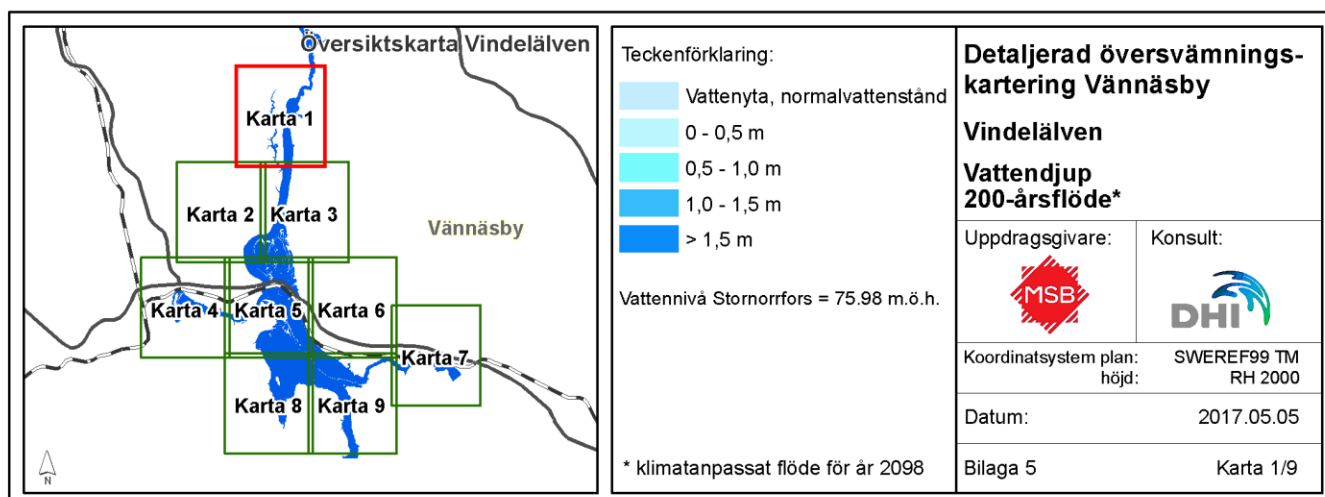 Översiktskarta Vindelälven
Karta 1
Karta 2
Karta 3
Vännäsby
Karta 4
Karta 5
Karta 6
Karta 7
Karta 8
Karta 9
N
Teckenförklaring:
Vattenyta, normalvattenstånd
0 - 0,5 m
0,5 - 1,0 m
1,0 - 1,5 m
> 1,5 m
Vattennivå Stornorrfors = 75.98 m.ö.h.
* klimatanpassat flöde för år 2098
Detaljerad översvämnings-
kartering Vännäsby
Vindelälven
Vattendjup
200-årsflöde*
Uppdragsgivare:
MSB
Konsult:
DHI
Koordinatsystem plan: SWEREF99 TM
höjd: RH 2000
Datum: 2017.05.05
Bilaga 5 Karta 1/9